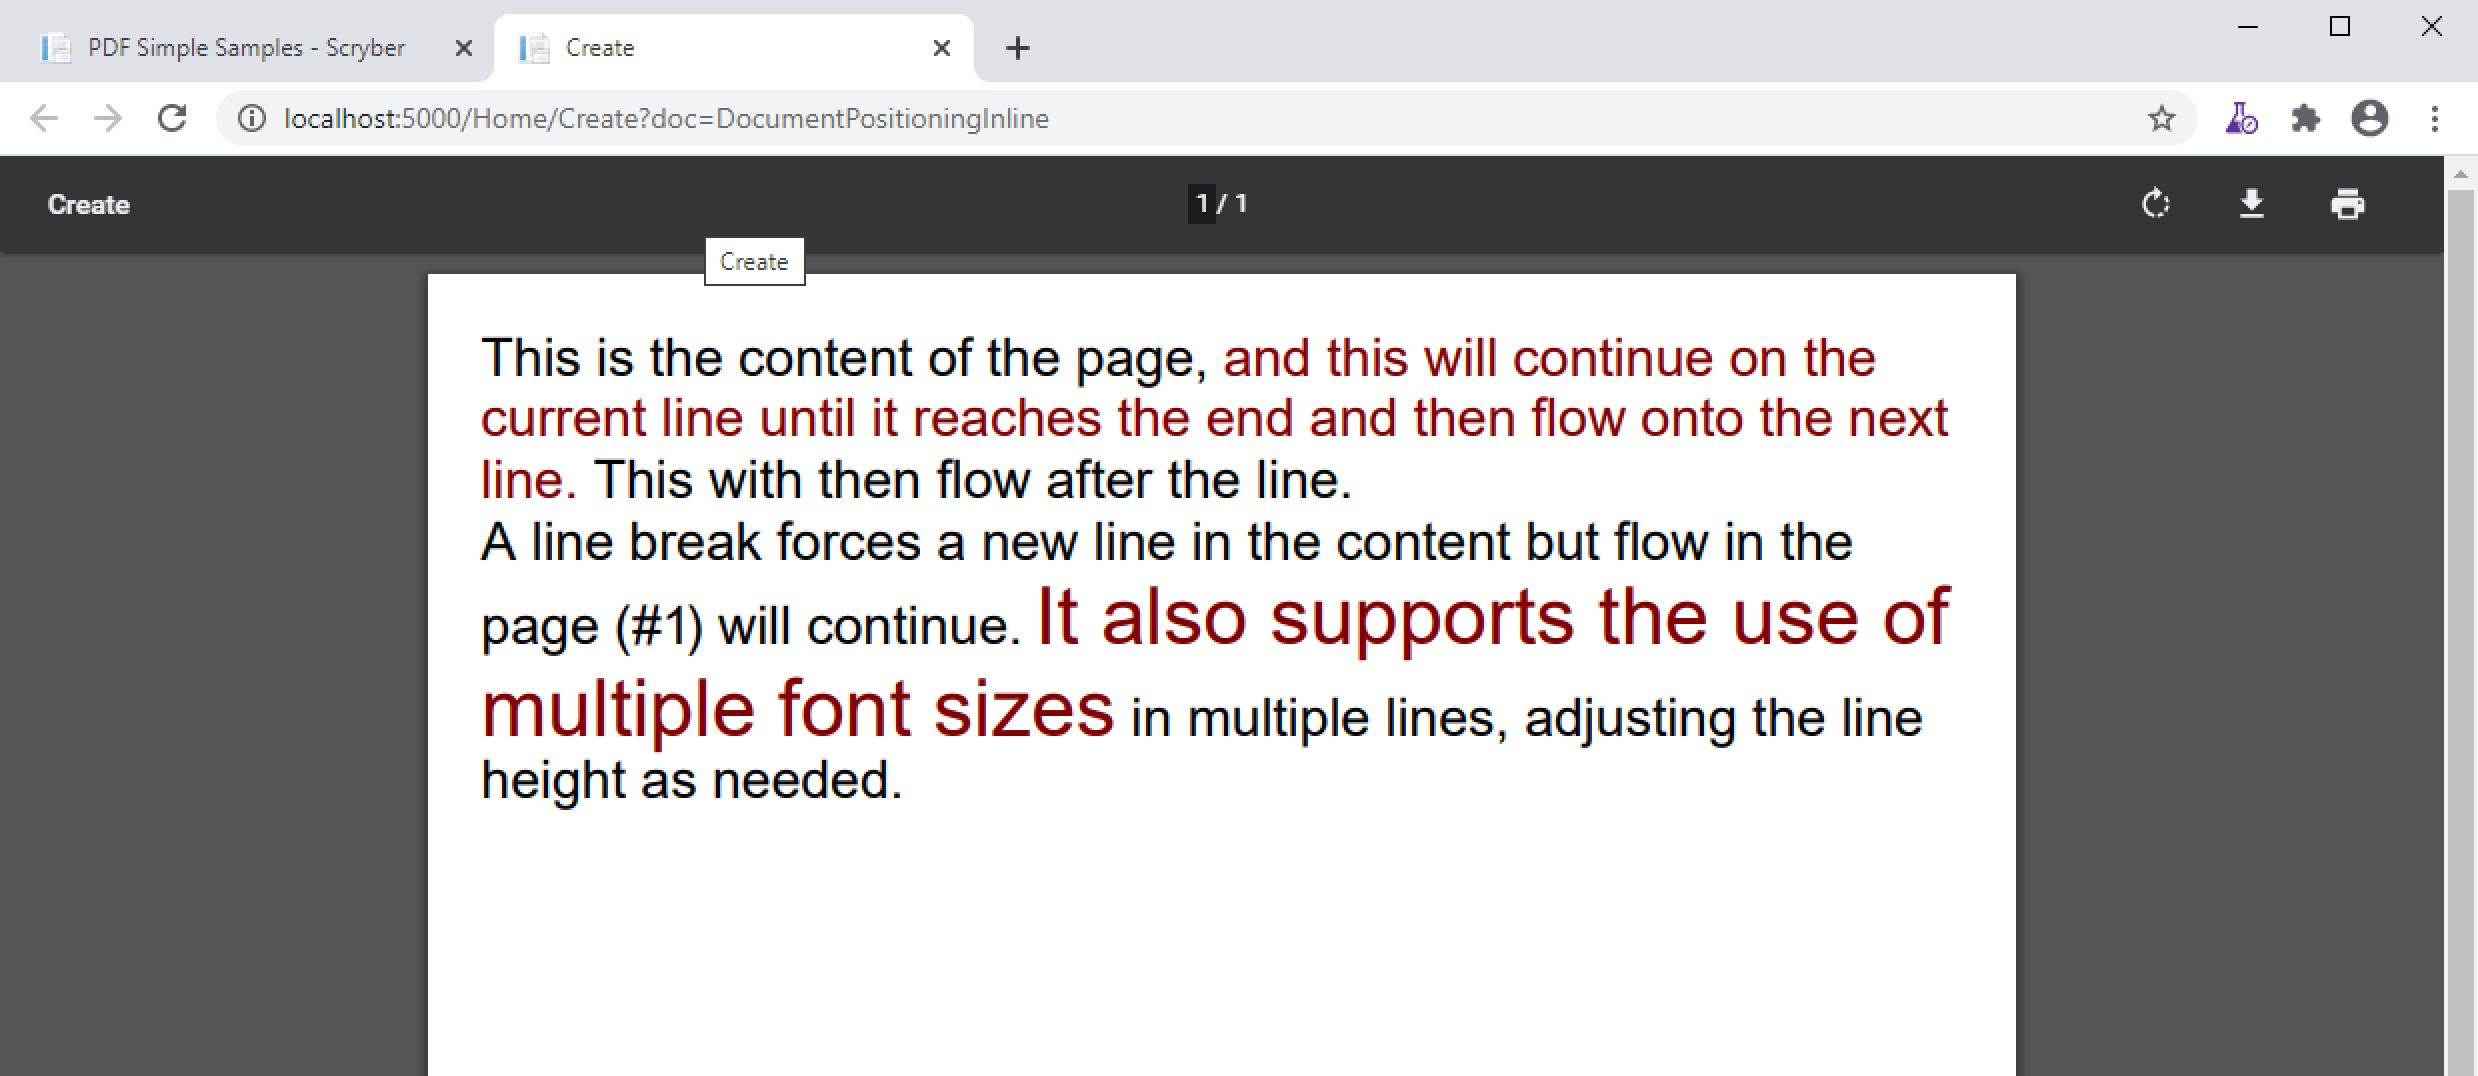 PDF Simple Samples - Scryber
Create
localhost:5000/Home/Create?doc=DocumentPositioningInline
Create
1 / 1
Create
This is the content of the page, and this will continue on the
current line until it reaches the end and then flow onto the next
line. This with then flow after the line.
A line break forces a new line in the content but flow in the
page (#1) will continue. It also supports the use of
multiple font sizes in multiple lines, adjusting the line
height as needed.